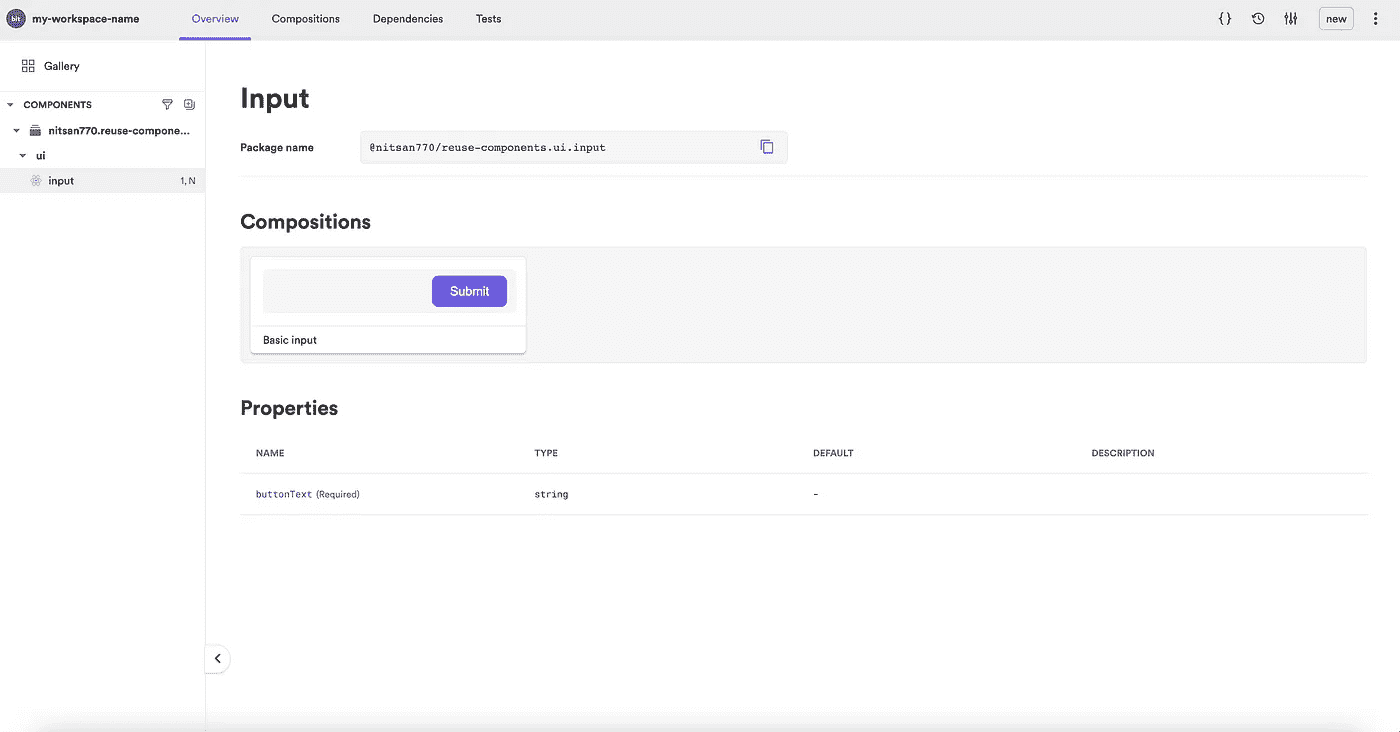 bit my-workspace-name Overview Compositions Dependencies Tests {} new
Gallery
COMPONENTS
nitsan770.reuse-compone...
ui
input 1, N
Input
Package name @nitsan770/reuse-components.ui.input
Compositions
Submit
Basic input
Properties
NAME TYPE DEFAULT DESCRIPTION
buttonText (Required) string -